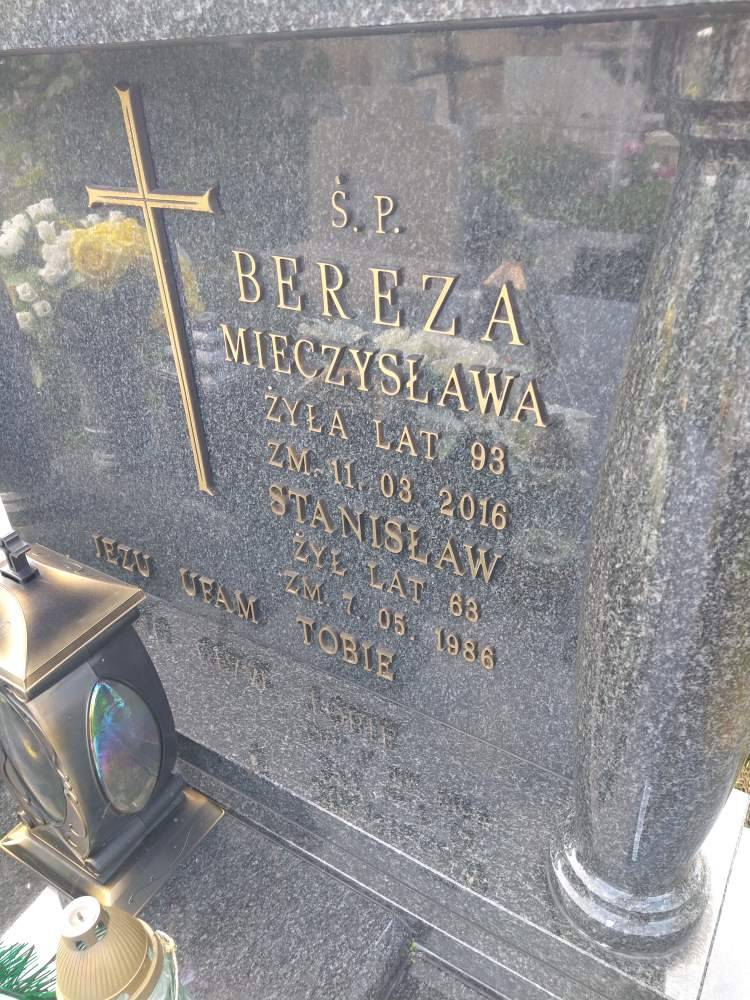 Ś. P.
BEREZA
MIECZYSŁAWA
ŻYŁA LAT 93
ZM. 11. 03. 2016
STANISŁAW
ŻYŁ LAT 63
ZM. 7. 05. 1986
JEZU UFAM TOBIE